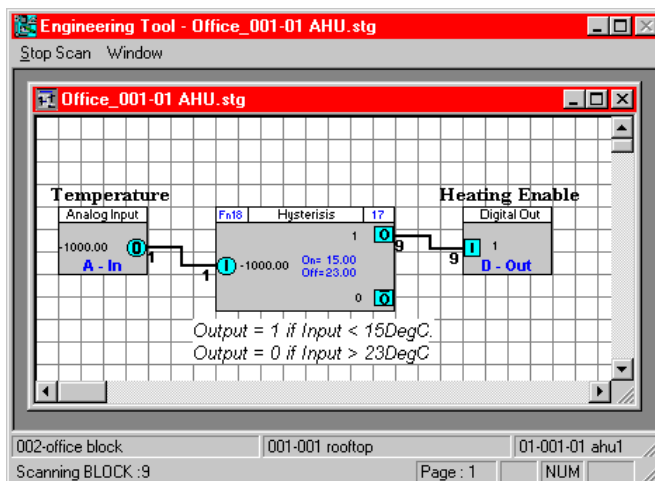 Engineering Tool - Office_001-01 AHU.stg
Stop Scan Window
Office_001-01 AHU.stg
Temperature
Heating Enable
Analog Input
Fn18 Hysterisis 17
Digital Out
-1000.00 O 1
A - In
1 I -1000.00
On= 15.00
Off=23.00
1 O 9
0 O
9 I 1
D - Out
Output = 1 if Input < 15DegC.
Output = 0 if Input > 23DegC
002-office block 001-001 rooftop 01-001-01 ahu1
Scanning BLOCK :9 Page : 1 NUM